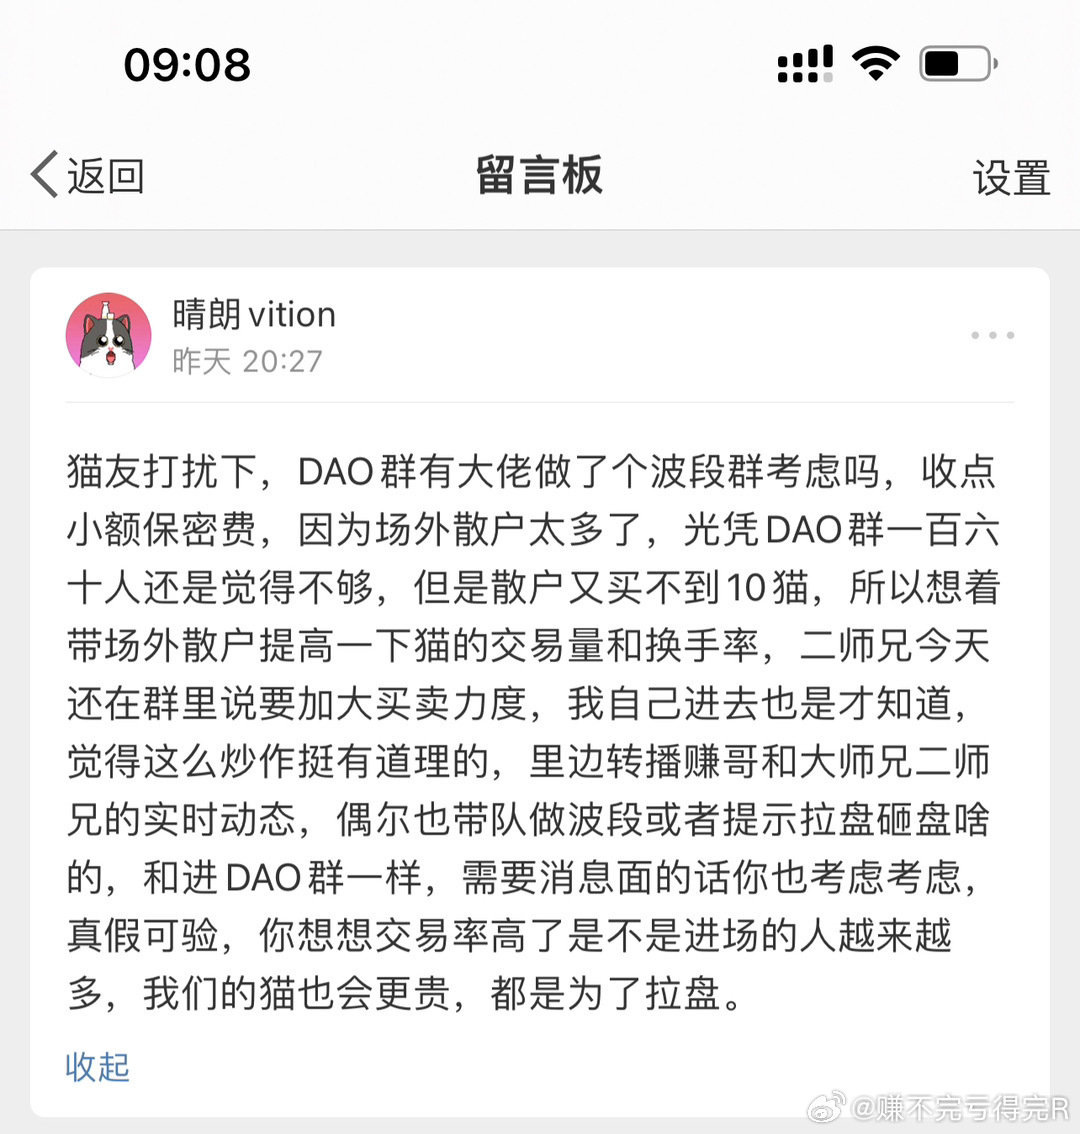 09:08
返回
留言板
设置
晴朗vition
昨天 20:27
猫友打扰下，DAO群有大佬做了个波段群考虑吗，收点
小额保密费，因为场外散户太多了，光凭DAO群一百六
十人还是觉得不够，但是散户又买不到10猫，所以想着
带场外散户提高一下猫的交易量和换手率，二师兄今天
还在群里说要加大买卖力度，我自己进去也是才知道，
觉得这么炒作挺有道理的，里边转播赚哥和大师兄二师
兄的实时动态，偶尔也带队做波段或者提示拉盘砸盘啥
的，和进DAO群一样，需要消息面的话你也考虑考虑，
真假可验，你想想交易率高了是不是进场的人越来越
多，我们的猫也会更贵，都是为了拉盘。
收起
@赚不完亏得完R